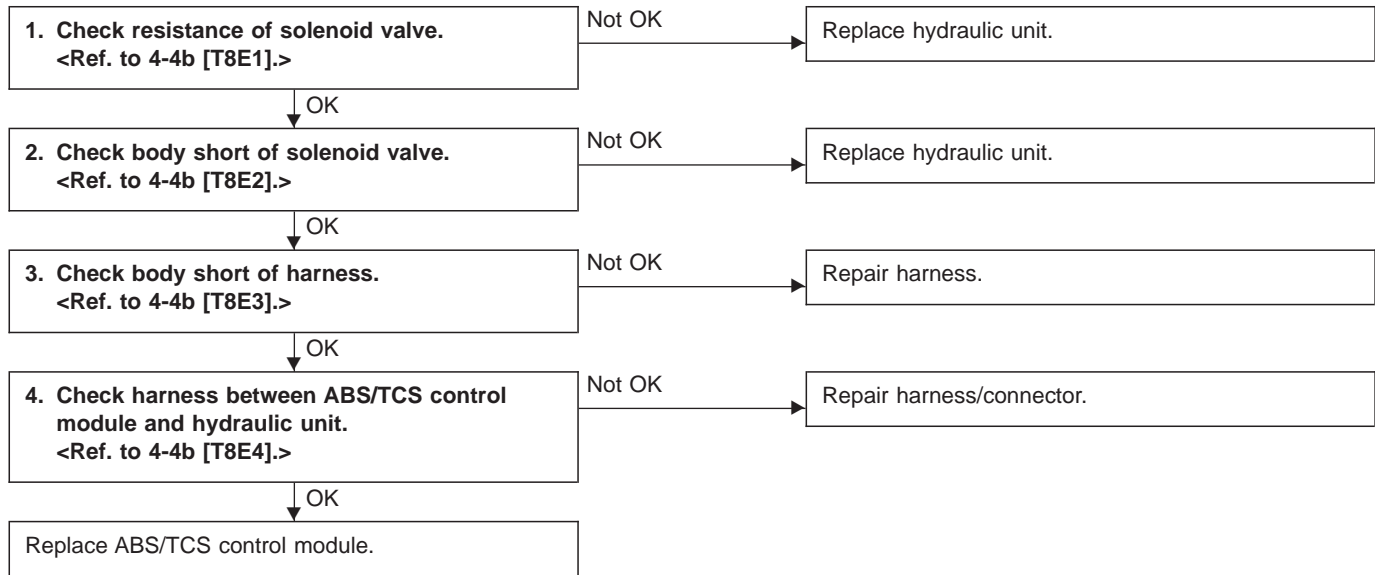 1. Check resistance of solenoid valve.
<Ref. to 4-4b [T8E1].>
Not OK
Replace hydraulic unit.
OK
2. Check body short of solenoid valve.
<Ref. to 4-4b [T8E2].>
Not OK
Replace hydraulic unit.
OK
3. Check body short of harness.
<Ref. to 4-4b [T8E3].>
Not OK
Repair harness.
OK
4. Check harness between ABS/TCS control
module and hydraulic unit.
<Ref. to 4-4b [T8E4].>
Not OK
Repair harness/connector.
OK
Replace ABS/TCS control module.